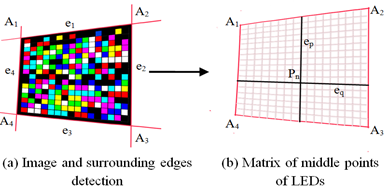 A1
e1
A2
e4
e2
A4
e3
A3
(a) Image and surrounding edges
detection
A1
A2
ep
Pn
eq
A4
A3
(b) Matrix of middle points
of LEDs